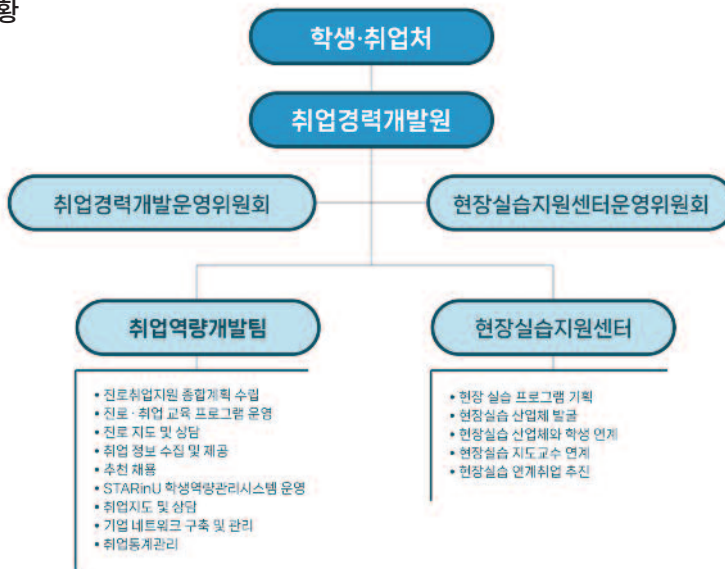 황
학생·취업처
취업경력개발원
취업경력개발운영위원회
현장실습지원센터운영위원회
취업역량개발팀
현장실습지원센터
• 진로취업지원 종합계획 수립
• 진로 · 취업 교육 프로그램 운영
• 진로 지도 및 상담
• 취업 정보 수집 및 제공
• 추천 채용
• STARinU 학생역량관리시스템 운영
• 취업지도 및 상담
• 기업 네트워크 구축 및 관리
• 취업통계관리
• 현장 실습 프로그램 기획
• 현장실습 산업체 발굴
• 현장실습 산업체와 학생 연계
• 현장실습 지도교수 연계
• 현장실습 연계취업 추진